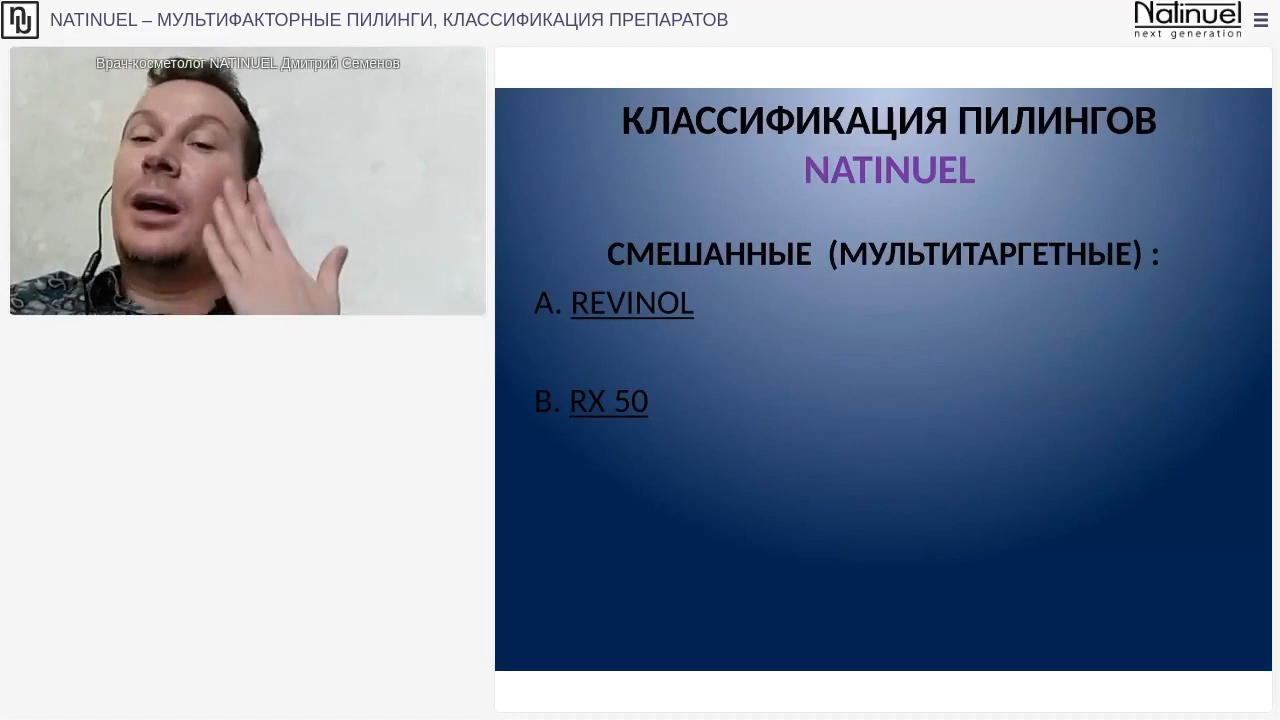 NATINUEL – МУЛЬТИФАКТОРНЫЕ ПИЛИНГИ, КЛАССИФИКАЦИЯ ПРЕПАРАТОВ
Natinuel
next generation
Врач-косметолог NATINUEL Дмитрий Семенов
КЛАССИФИКАЦИЯ ПИЛИНГОВ
NATINUEL
СМЕШАННЫЕ (МУЛЬТИТАРГЕТНЫЕ) :
A. REVINOL
B. RX 50